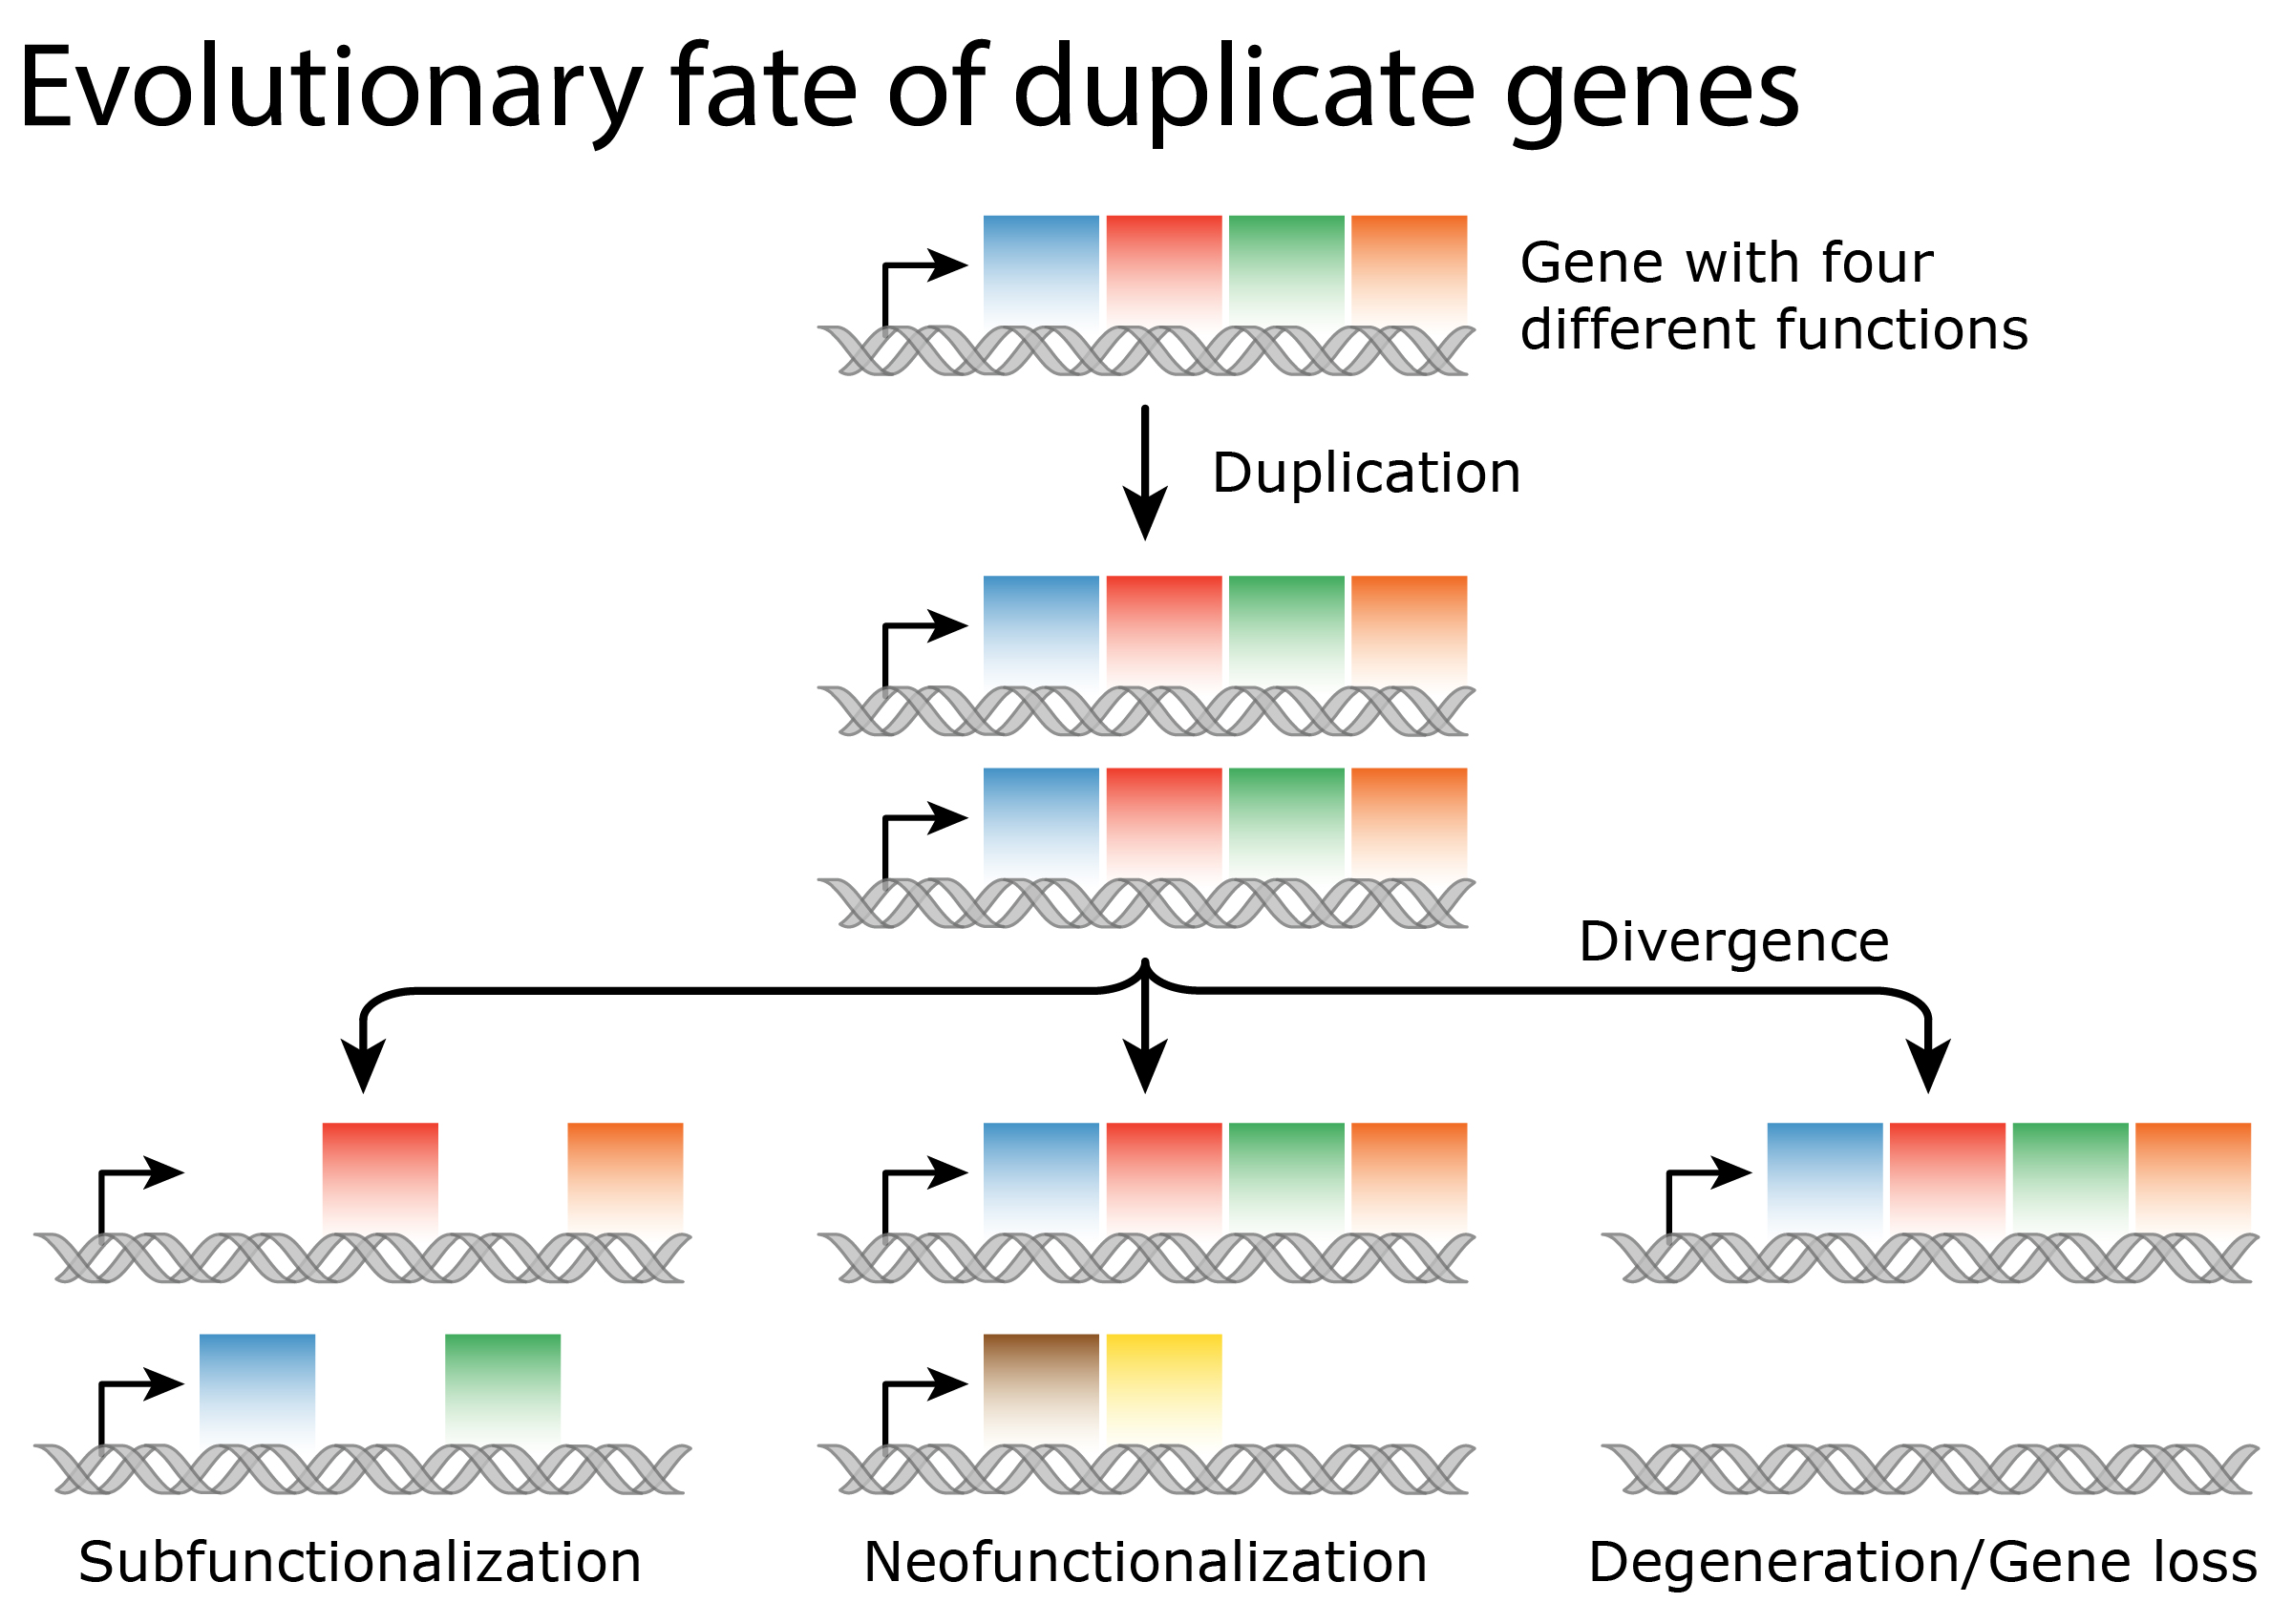 Evolutionary fate of duplicate genes
Gene with four
different functions
Duplication
Divergence
Subfunctionalization
Neofunctionalization
Degeneration/Gene loss